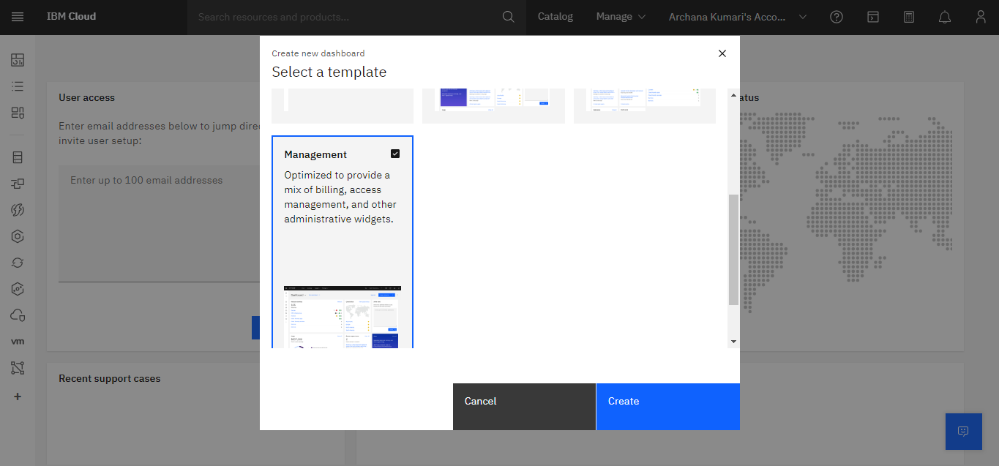 IBM Cloud
Search resources and products...
Catalog
Manage
Archana Kumari's Acco...
Create new dashboard
Select a template
User access
Enter email addresses below to jump direc
invite user setup:
Enter up to 100 email addresses
atus
Management
Optimized to provide a
mix of billing, access
management, and other
administrative widgets.
vm
Recent support cases
Cancel
Create